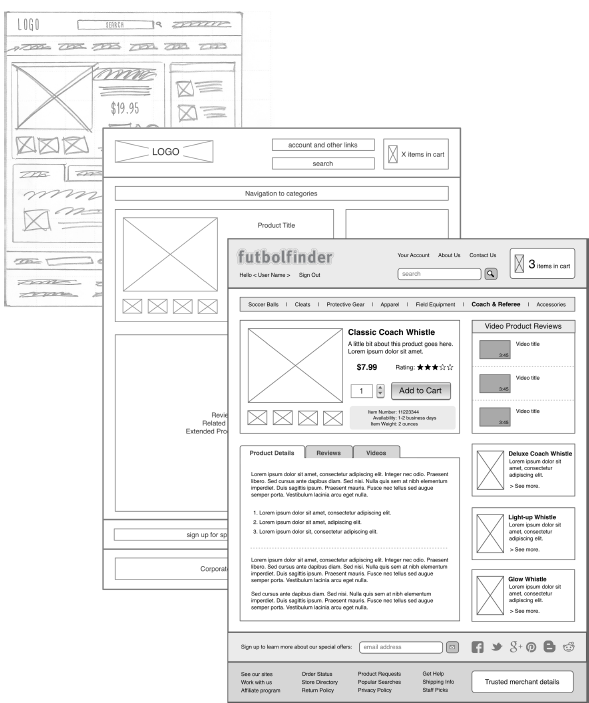 LOGO
SEARCH
$19.95
LOGO
account and other links
search
X items in cart
Navigation to categories
Product Title
Related
sign up for sp
futbolfinder
Your Account About Us Contact Us
3 items in cart
Hello < User Name > Sign Out
search
Soccer Balls | Cleats | Protective Gear | Apparel | Field Equipment | Coach & Referee | Accessories
Classic Coach Whistle
A little bit about this product goes here.
Lorem ipsum dolor sit amet.
$7.99 Rating: ★★★☆☆
1 Add to Cart
Item Number: 11223344
Availability: 1-2 business days
Item Weight: 2 ounces
Video Product Reviews
Video title
3:45
Video title
3:45
Video title
3:45
Product Details Reviews Videos
Lorem ipsum dolor sit amet, consectetur adipiscing elit. Integer nec odio. Praesent
libero. Sed cursus ante dapibus diam. Sed nisi. Nulla quis sem at nibh elementum
imperdiet. Duis sagittis ipsum. Praesent mauris. Fusce nec tellus sed augue
semper porta. Vestibulum lacinia arcu eget nulla.
1. Lorem ipsum dolor sit amet, consectetur adipiscing elit.
2. Lorem ipsum dolor sit amet, adipiscing elit.
3. Lorem ipsum dolor sit, consectetur adipiscing elit.
Lorem ipsum dolor sit amet, consectetur adipiscing elit. Integer nec odio. Praesent
libero. Sed cursus ante dapibus diam. Sed nisi. Nulla quis sem at nibh elementum
imperdiet. Duis sagittis ipsum. Praesent mauris. Fusce nec tellus sed augue
semper porta. Vestibulum lacinia arcu eget nulla.
Sed cursus ante dapibus diam. Sed nisi. Nulla quis sem at nibh elementum
imperdiet. Duis sagittis ipsum. Praesent mauris. Fusce nec tellus sed augue
semper porta. Vestibulum lacinia arcu eget nulla.
Deluxe Coach Whistle
Lorem ipsum dolor sit
amet, consectetur
adipiscing elit.
> See more.
Light-up Whistle
Lorem ipsum dolor sit
amet, consectetur
adipiscing elit.
> See more.
Glow Whistle
Lorem ipsum dolor sit
amet, consectetur
adipiscing elit.
> See more.
Sign up to learn more about our special offers: email address
See our sites Order Status Product Requests Get Help
Work with us Store Directory Popular Searches Shipping Info
Affiliate program Return Policy Privacy Policy Staff Picks
Trusted merchant details